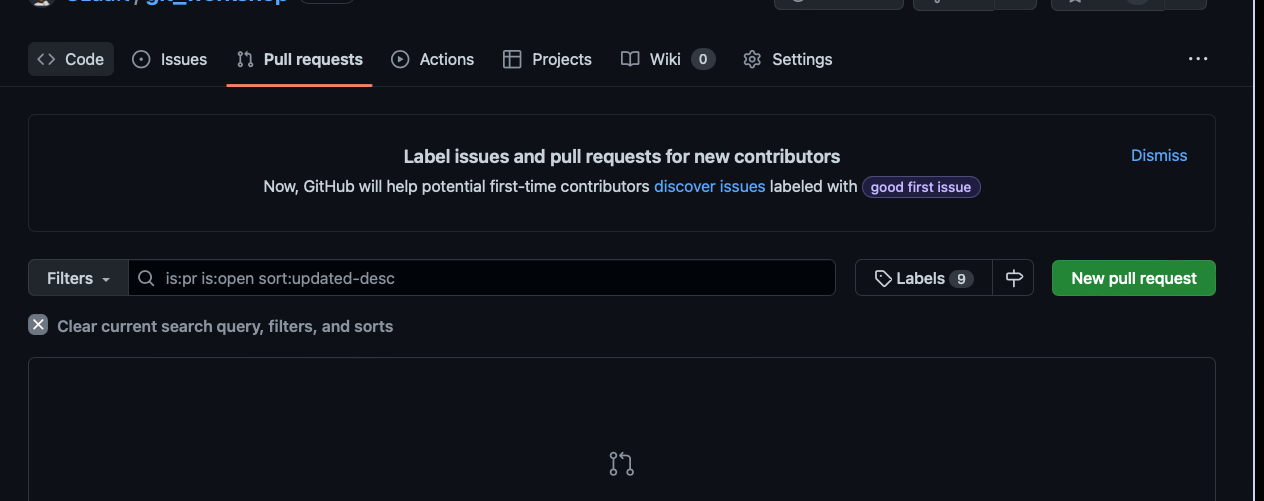 Code Issues Pull requests Actions Projects Wiki 0 Settings
Label issues and pull requests for new contributors
Dismiss
Now, GitHub will help potential first-time contributors discover issues labeled with good first issue
Filters is:pr is:open sort:updated-desc Labels 9 New pull request
Clear current search query, filters, and sorts